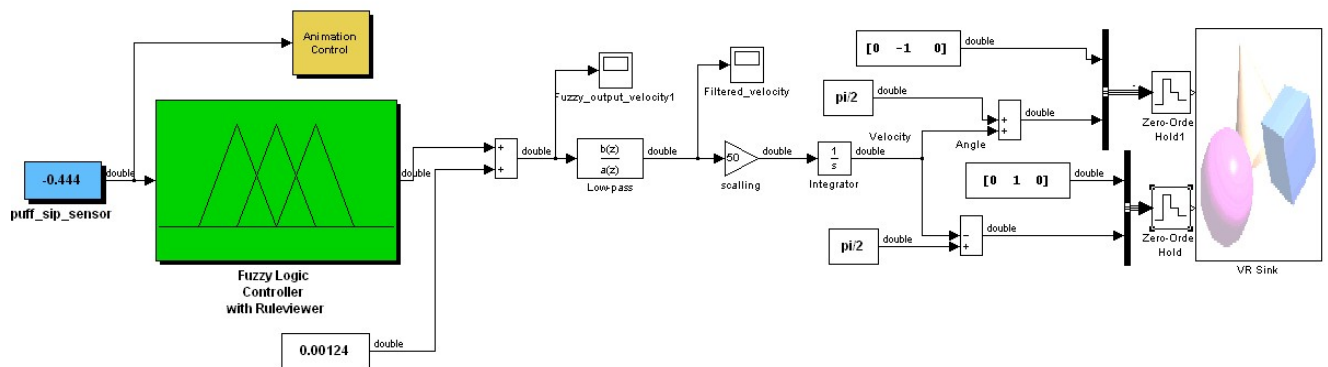 Animation
Control
double
-0.444
puff_sip_sensor
Fuzzy Logic
Controller
with Ruleviewer
double
0.00124
double
+
+
double
Fuzzy_output_velocity1
b(z)
a(z)
Low-pass
double
Filtered_velocity
50
scalling
double
1
s
Integrator
double
Velocity
Angle
[0 -1 0]
double
pi/2
double
+
+
double
[0 1 0]
double
pi/2
double
−
+
double
Zero-Orde
Hold1
Zero-Orde
Hold
VR Sink